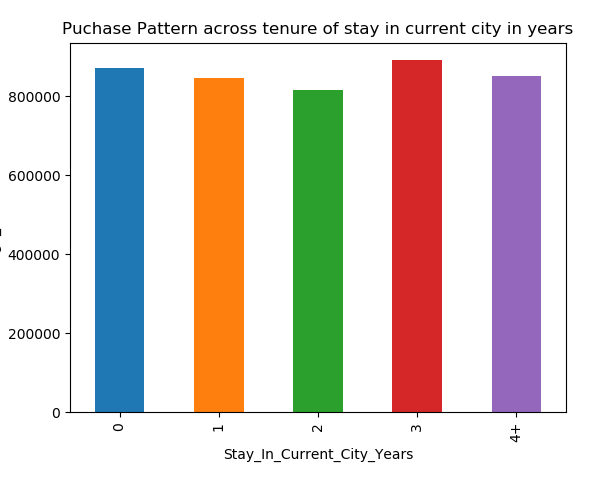 Puchase Pattern across tenure of stay in current city in years
800000
600000
400000
200000
0
0 1 2 3 4+
Stay_In_Current_City_Years